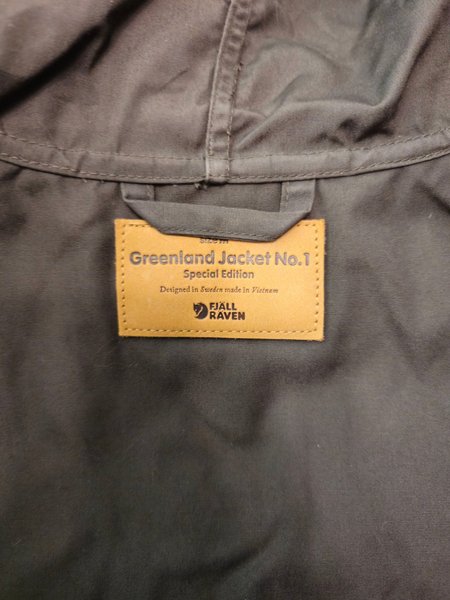 Greenland Jacket No.1
Special Edition
Designed in Sweden made in Vietnam
FJÄLL
RÄVEN